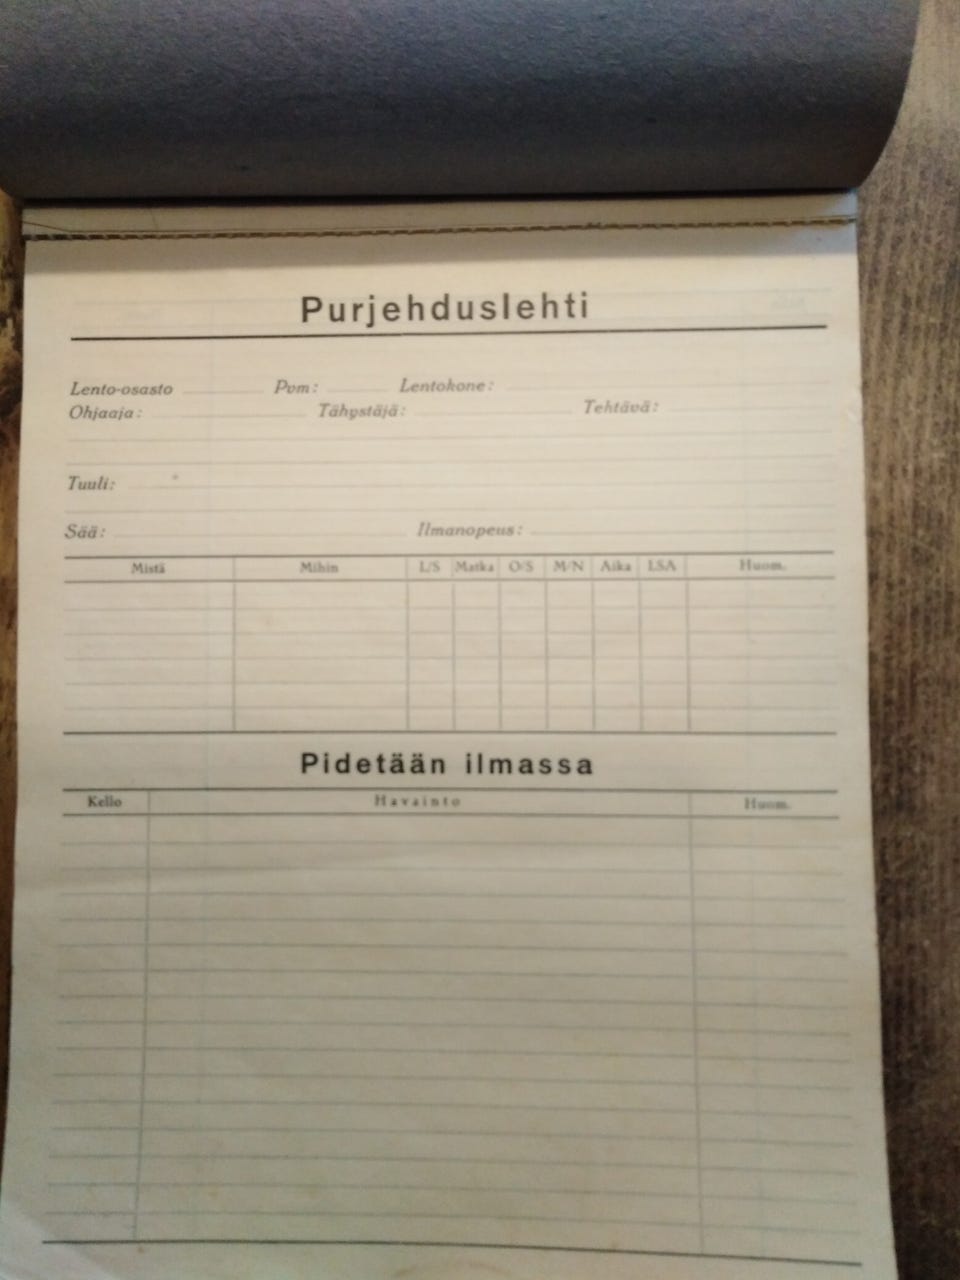 Purjehduslehti
Lento-osasto Pvm: Lentokone:
Ohjaaja: Tähystäjä: Tehtävä:
Tuuli:
Sää: Ilmanopeus:
Mistä Mihin L/S Matka O/S M/N Aika LSA Huom.
Pidetään ilmassa
Kello Havainto Huom.